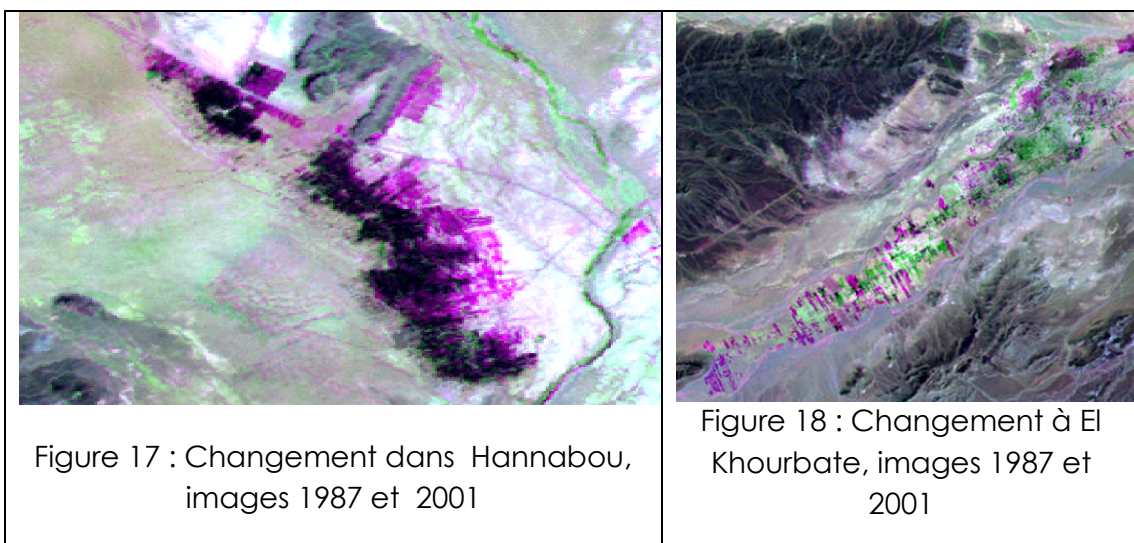 Figure 17 : Changement dans Hannabou,
images 1987 et 2001
Figure 18 : Changement à El
Khourbate, images 1987 et
2001